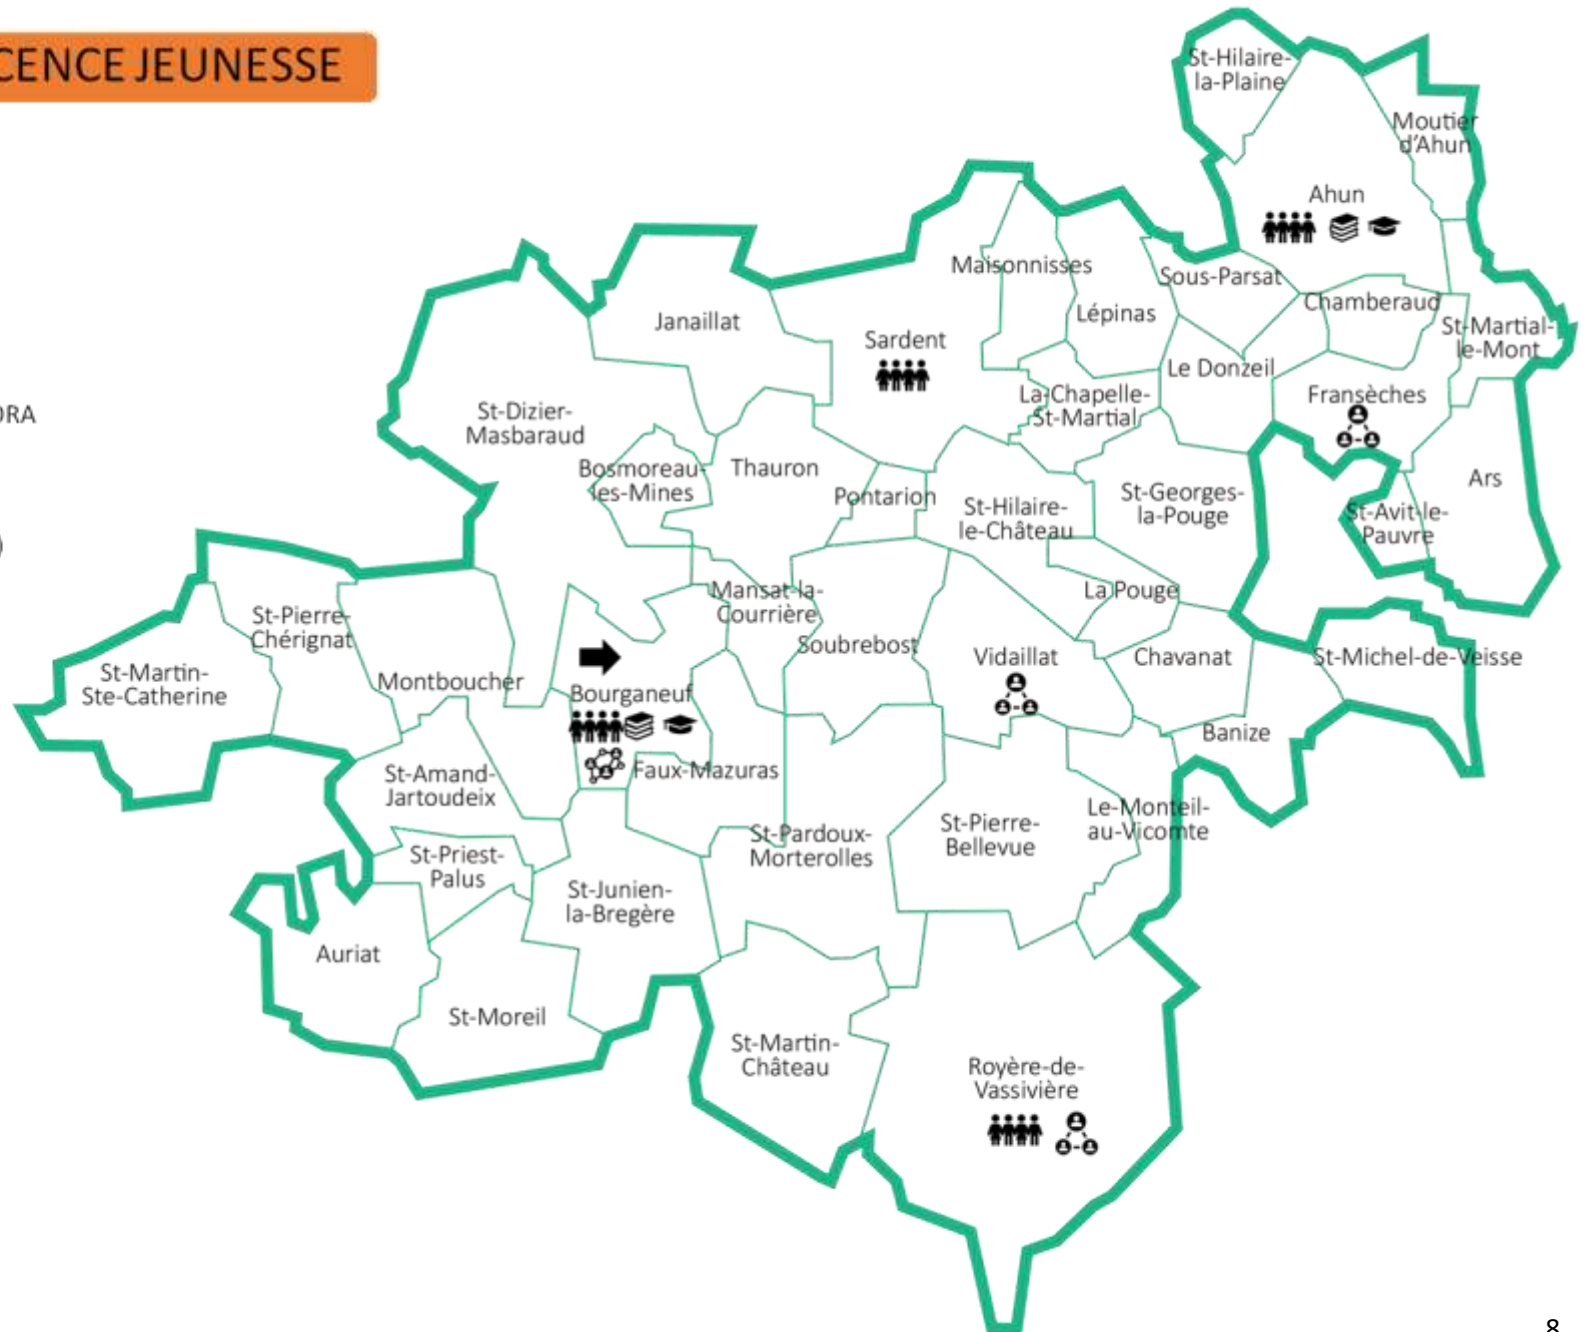 CENCE JEUNESSE
St-Hilaire-
la-Plaine
Moutier
d'Ahun
Ahun
Maisonnisses
Sous-Parsat
Chamberaud
Janaillat
Lépinas
St-Martial-
le-Mont
Sardent
Le Donzeil
Fransèches
La-Chapelle-
St-Martial
ORA
St-Dizier-
Masbaraud
Bosmoreau-
les-Mines
Thauron
Pontarion
St-Hilaire-
le-Château
St-Georges-
la-Pouge
Ars
St-Avit-le-
Pauvre
)
Mansat-la-
Courrière
La Pouge
St-Pierre-
Chérignat
Soubrebost
Vidaillat
Chavanat
St-Michel-de-Veisse
St-Martin-
Ste-Catherine
Montboucher
Bourganeuf
Banize
St-Amand-
Jartoudeix
Faux-Mazuras
Le-Monteil-
au-Vicomte
St-Pardoux-
Morterolles
St-Pierre-
Bellevue
St-Priest-
Palus
St-Junien-
la-Bregère
Auriat
St-Moreil
St-Martin-
Château
Royère-de-
Vassivière
8